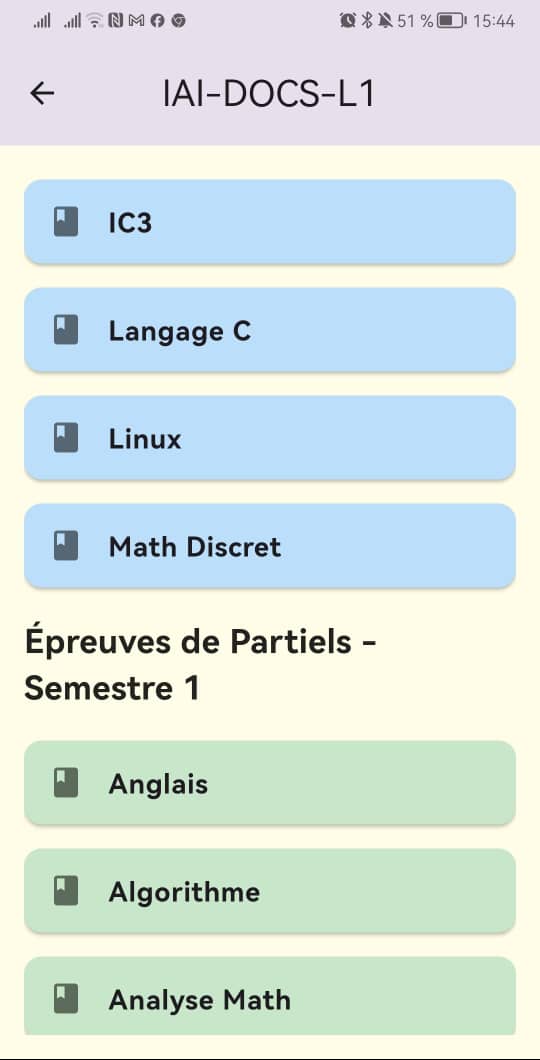 51 % 15:44
IAI-DOCS-L1
IC3
Langage C
Linux
Math Discret
Épreuves de Partiels -
Semestre 1
Anglais
Algorithme
Analyse Math